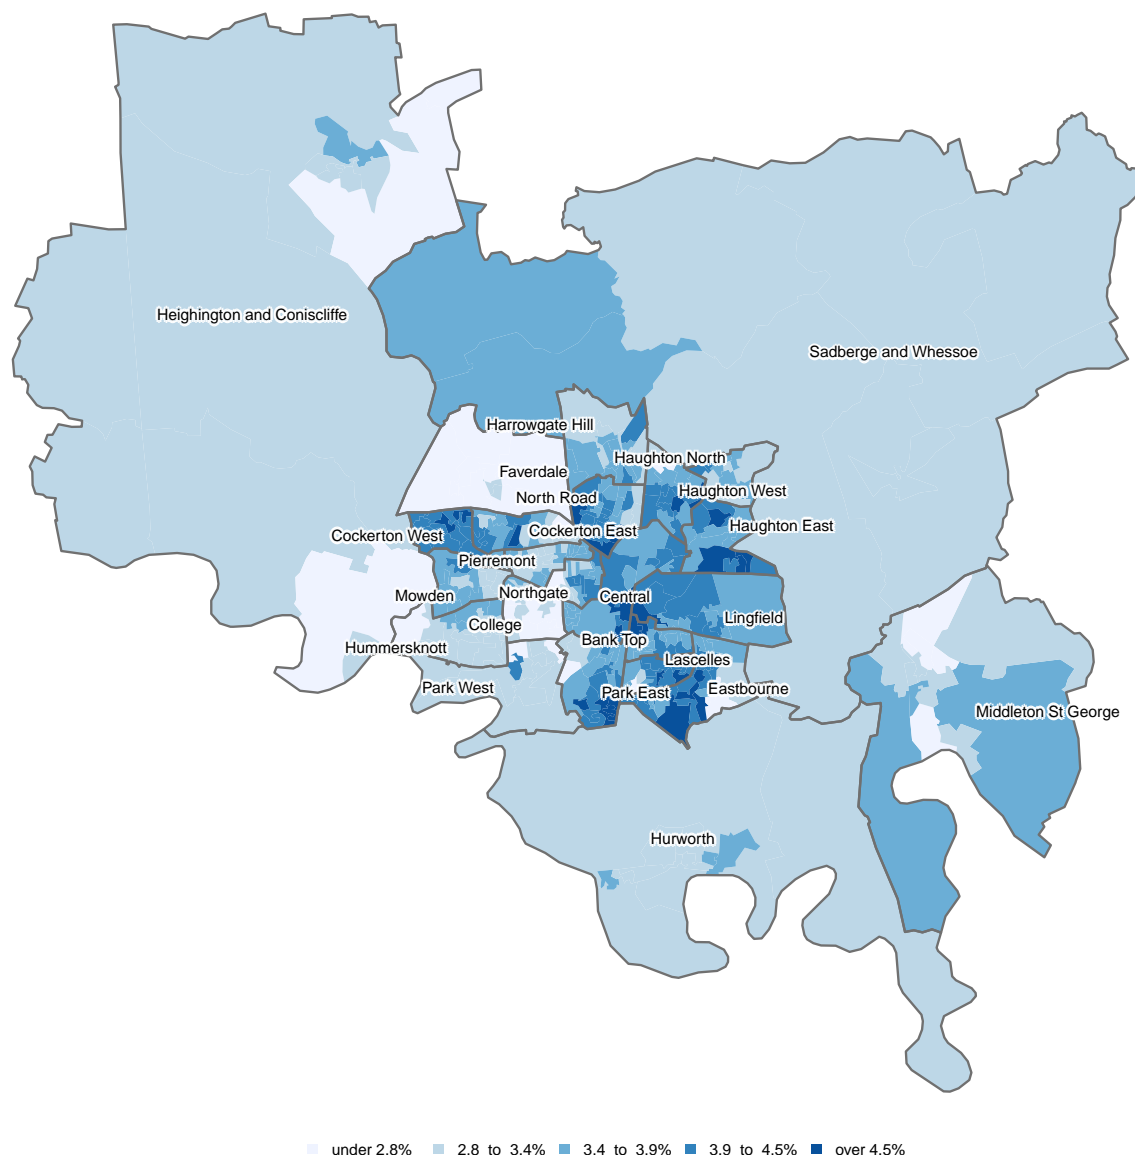 Heighington and Coniscliffe
Sadberge and Whessoe
Harrowgate Hill
Haughton North
Faverdale
Haughton West
North Road
Haughton East
Cockerton East
Cockerton West
Pierremont
Northgate
Mowden
Central
Lingfield
College
Bank Top
Hummersknott
Lascelles
Park West
Park East
Eastbourne
Middleton St George
Hurworth
under 2.8% 2.8 to 3.4% 3.4 to 3.9% 3.9 to 4.5% over 4.5%